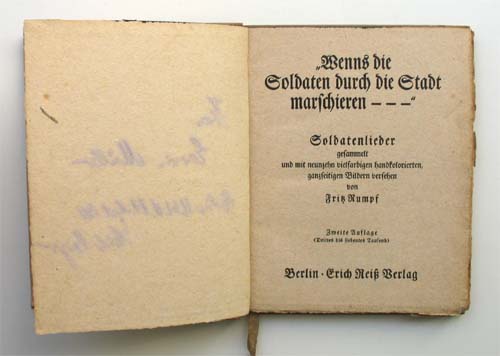 „Wenns die
Soldaten durch die Stadt
marschieren – – –“
Soldatenlieder
gesammelt
und mit neunzehn vielfarbigen handkolorierten,
ganzseitigen Bildern versehen
von
Fritz Rumpf
Zweite Auflage
(Drittes bis siebentes Tausend)
Berlin · Erich Reiß Verlag